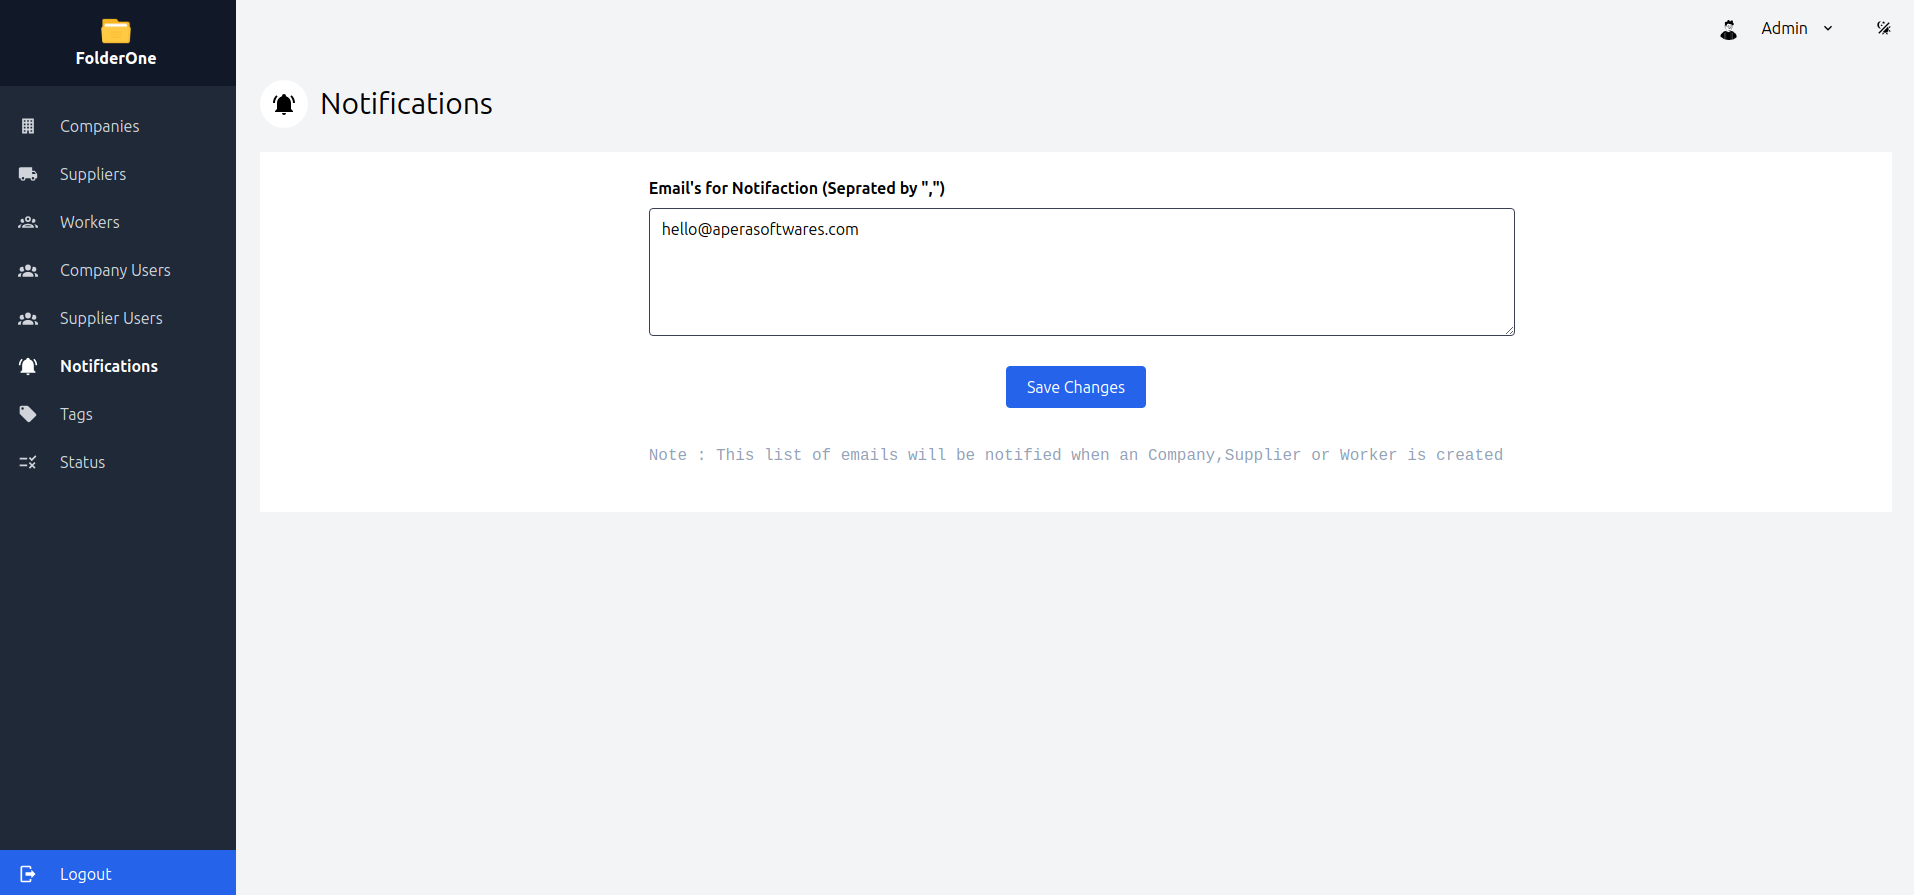 FolderOne
Companies
Suppliers
Workers
Company Users
Supplier Users
Notifications
Tags
Status
Logout
Admin
Notifications
Email's for Notifaction (Seprated by ",")
hello@aperasoftwares.com
Save Changes
Note : This list of emails will be notified when an Company,Supplier or Worker is created